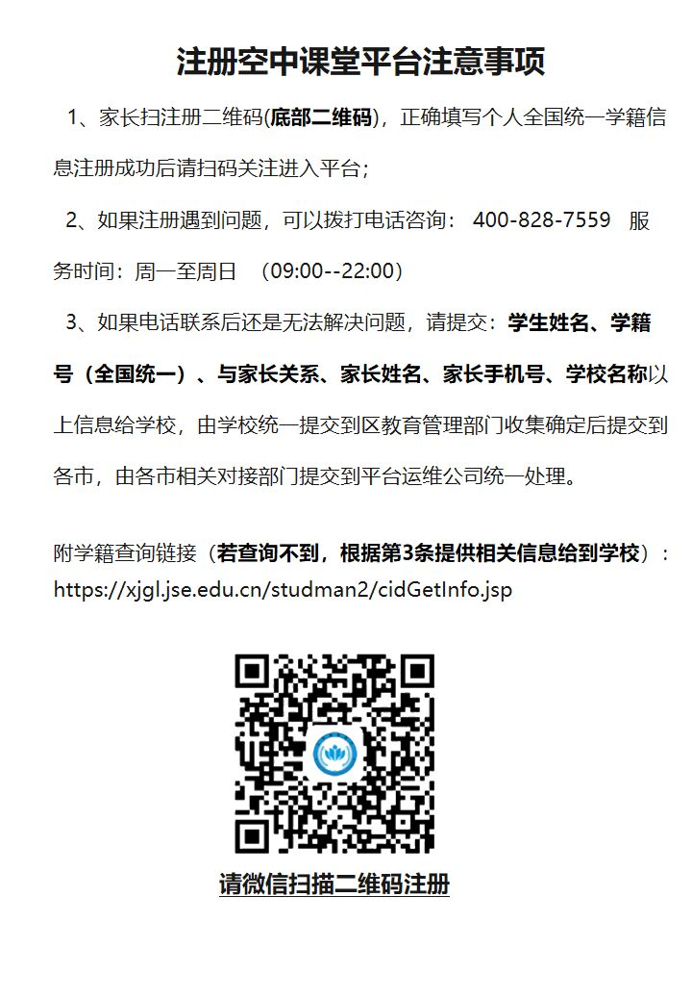 注册空中课堂平台注意事项
1、家长扫注册二维码(底部二维码)，正确填写个人全国统一学籍信
息注册成功后请扫码关注进入平台；
2、如果注册遇到问题，可以拨打电话咨询： 400-828-7559 服
务时间：周一至周日 （09:00--22:00）
3、如果电话联系后还是无法解决问题，请提交：学生姓名、学籍
号（全国统一）、与家长关系、家长姓名、家长手机号、学校名称以
上信息给学校，由学校统一提交到区教育管理部门收集确定后提交到
各市，由各市相关对接部门提交到平台运维公司统一处理。
附学籍查询链接（若查询不到，根据第3条提供相关信息给到学校）:
https://xjgl.jse.edu.cn/studman2/cidGetInfo.jsp
请微信扫描二维码注册